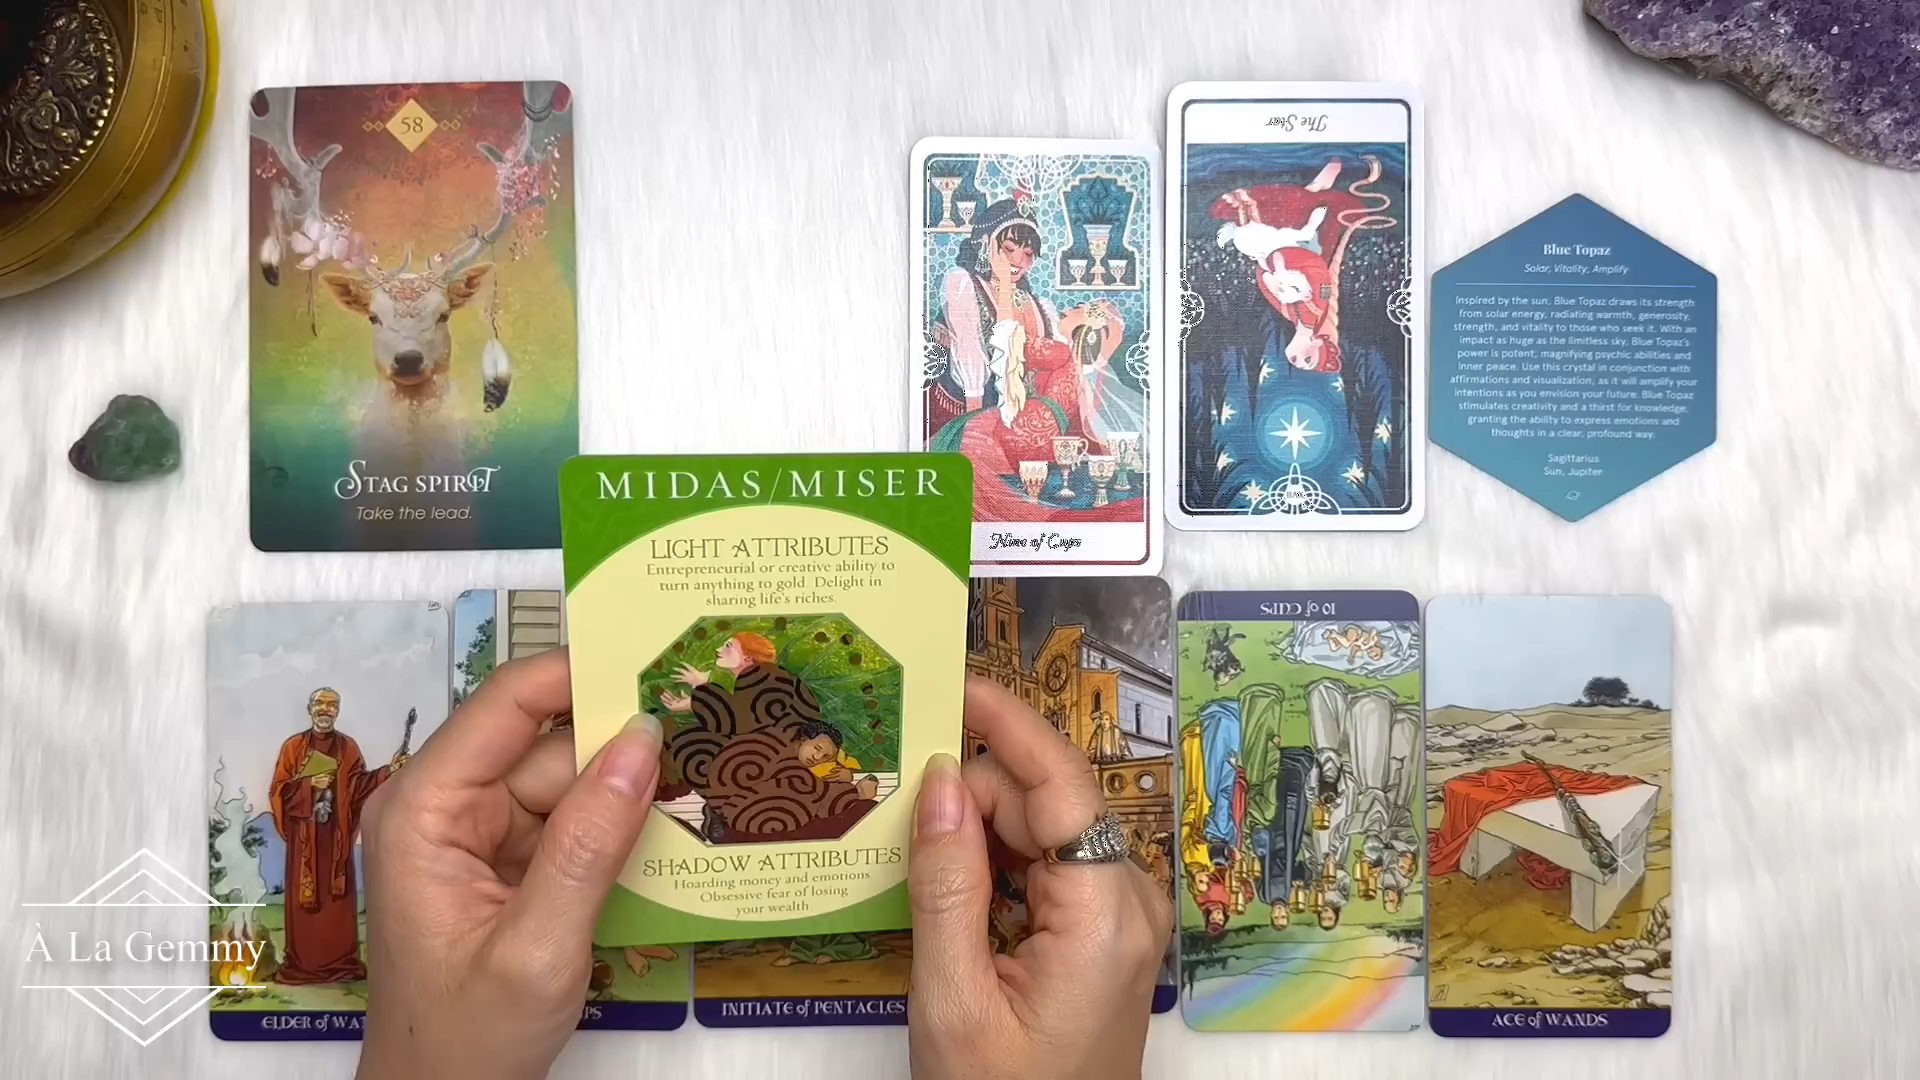 58
STAG SPIRIT
Take the lead.
The Star
XVII
Nine of Cups
Blue Topaz
Solar, Vitality, Amplify
Inspired by the sun, Blue Topaz draws its strength
from solar energy, radiating warmth, generosity,
strength, and vitality to those who seek it. With an
impact as huge as the limitless sky, Blue Topaz's
power is potent, magnifying psychic abilities and
inner peace. Use this crystal in conjunction with
affirmations and visualization, as it will amplify your
intentions as you envision your future. Blue Topaz
stimulates creativity and a thirst for knowledge,
granting the ability to express emotions and
thoughts in a clear, profound way.
Sagittarius
Sun, Jupiter
MIDAS/MISER
LIGHT ATTRIBUTES
Entrepreneurial or creative ability to
turn anything to gold. Delight in
sharing life's riches.
SHADOW ATTRIBUTES
Hoarding money and emotions.
Obsessive fear of losing
your wealth
10 of CUPS
ELDER of WA
PS
INITIATE of PENTACLES
ACE of WANDS
À La Gemmy